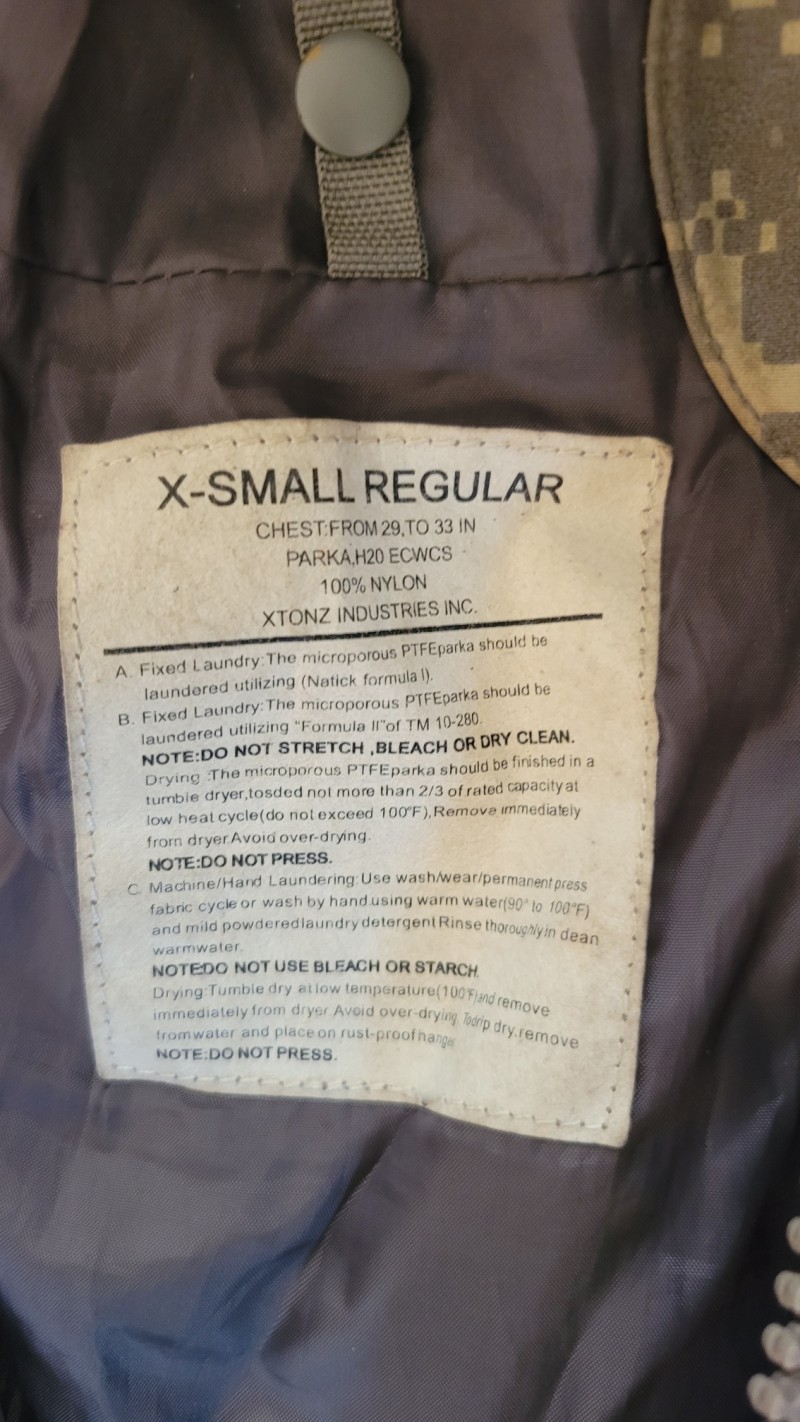 X-SMALL REGULAR
CHEST:FROM 29,TO 33 IN
PARKA,H20 ECWCS
100% NYLON
XTONZ INDUSTRIES INC.
A. Fixed Laundry:The microporous PTFEparka should be
laundered utilizing (Natick formula I).
B. Fixed Laundry:The microporous PTFEparka should be
laundered utilizing "Formula II"of TM 10-280.
NOTE:DO NOT STRETCH ,BLEACH OR DRY CLEAN.
Drying :The microporous PTFEparka should be finished in a
tumble dryer,tosded not more than 2/3 of rated capacity at
low heat cycle(do not exceed 100°F),Remove immediately
from dryer.Avoid over-drying.
NOTE:DO NOT PRESS.
C. Machine/Hand Laundering:Use wash/wear/permanent press
fabric cycle or wash by hand.using warm water(90° to 100°F)
and mild powderedlaundry detergent Rinse thoroughly in dean
warmwater.
NOTEDO NOT USE BLEACH OR STARCH.
Drying:Tumble dry at low temperature(100°F)and remove
immediately from dryer Avoid over-drying. Todrip dry,remove
fromwater and place on rust-proof hanger
NOTE:DO NOT PRESS.